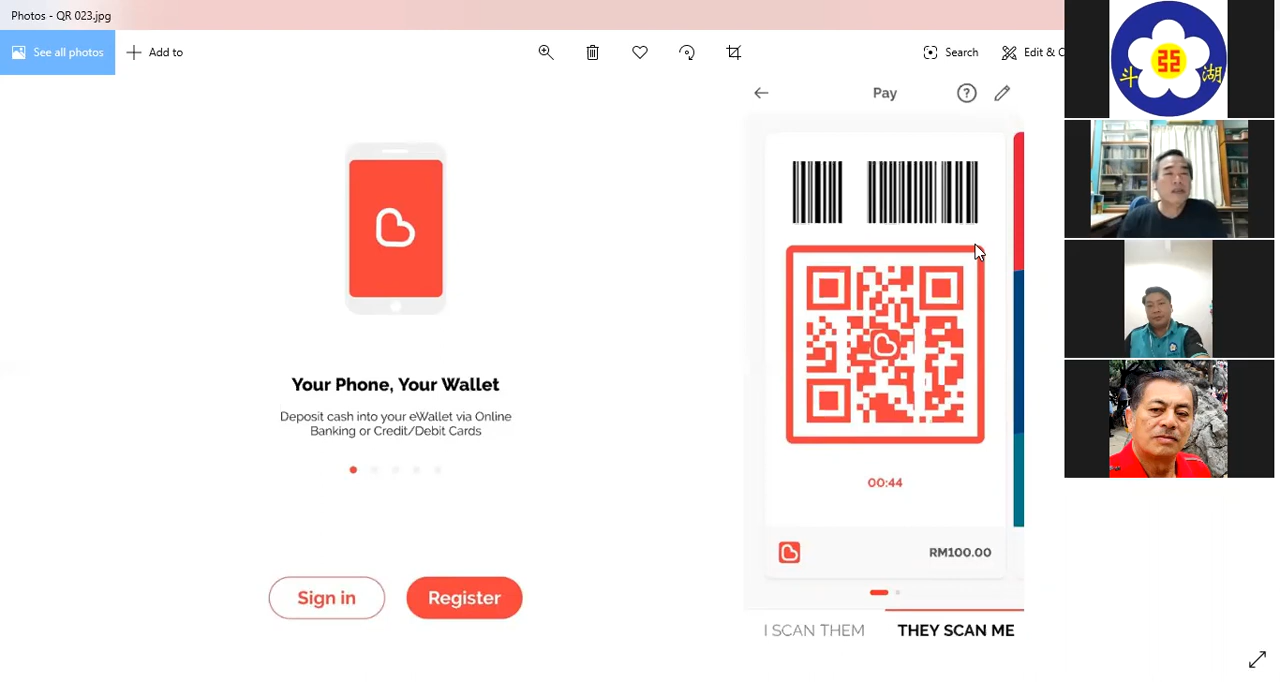 Photos - QR 023.jpg
See all photos
Add to
Search
Edit & C
Your Phone, Your Wallet
Deposit cash into your eWallet via Online
Banking or Credit/Debit Cards
Sign in
Register
Pay
?
00:44
RM100.00
I SCAN THEM
THEY SCAN ME
亞
斗 湖